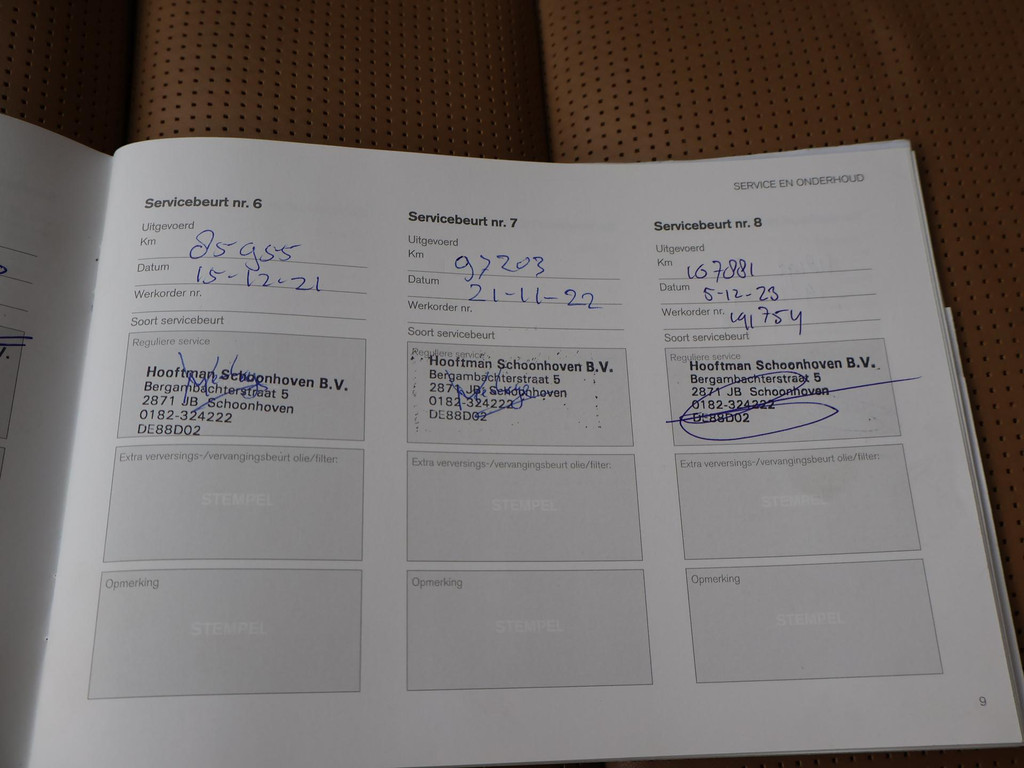 SERVICE EN ONDERHOUD
Servicebeurt nr. 6
Uitgevoerd
Km 85955
Datum 15-12-21
Werkorder nr.
Soort servicebeurt
Reguliere service
Hooftman Schoonhoven B.V.
Bergambachterstraat 5
2871 JB Schoonhoven
0182-324222
DE88D02
Extra verversings-/vervangingsbeurt olie/filter:
STEMPEL
Opmerking
STEMPEL
Servicebeurt nr. 7
Uitgevoerd
Km 97203
Datum 21-11-22
Werkorder nr.
Soort servicebeurt
Reguliere service
Hooftman Schoonhoven B.V.
Bergambachterstraat 5
2871 JB Schoonhoven
0182-324222
DE88D02
Extra verversings-/vervangingsbeurt olie/filter:
STEMPEL
Opmerking
STEMPEL
Servicebeurt nr. 8
Uitgevoerd
Km 107881
Datum 5-12-23
Werkorder nr. 191754
Soort servicebeurt
Reguliere service
Hooftman Schoonhoven B.V.
Bergambachterstraat 5
2871 JB Schoonhoven
0182-324222
DE88D02
Extra verversings-/vervangingsbeurt olie/filter:
STEMPEL
Opmerking
STEMPEL
9